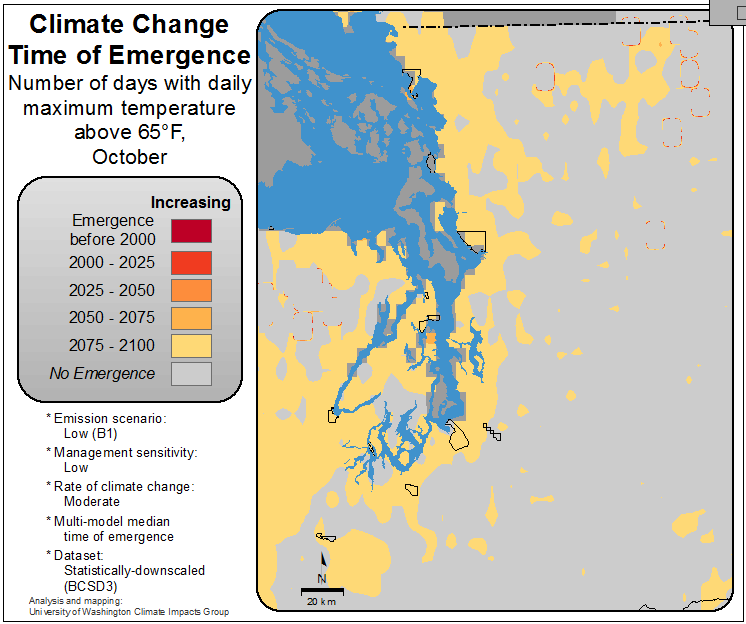 Climate Change
Time of Emergence
Number of days with daily
maximum temperature
above 65°F,
October
Increasing
Emergence
before 2000
2000 - 2025
2025 - 2050
2050 - 2075
2075 - 2100
No Emergence
* Emission scenario:
Low (B1)
* Management sensitivity:
Low
* Rate of climate change:
Moderate
* Multi-model median
time of emergence
* Dataset:
Statistically-downscaled
(BCSD3)
Analysis and mapping:
University of Washington Climate Impacts Group
N
20 km